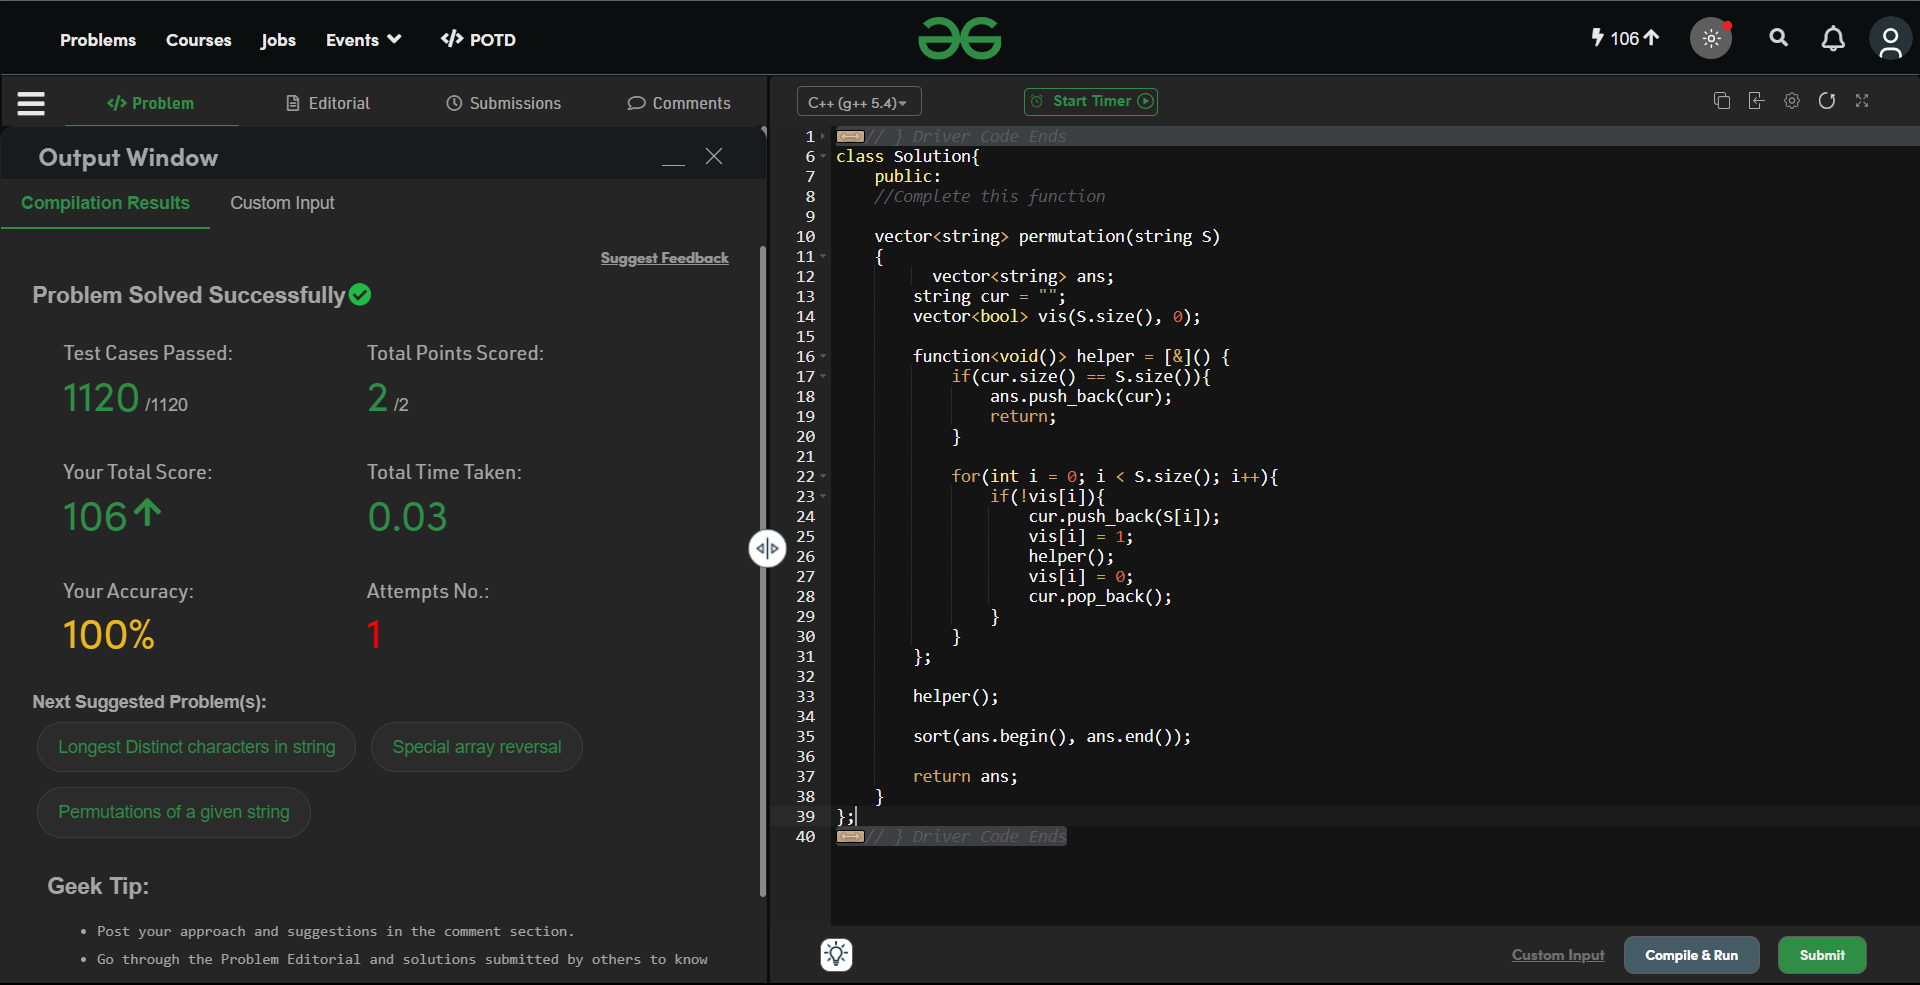 Problems Courses Jobs Events </> POTD
106
</> Problem Editorial Submissions Comments
Output Window
Compilation Results Custom Input
Suggest Feedback
Problem Solved Successfully
Test Cases Passed: Total Points Scored:
1120 /1120 2 /2
Your Total Score: Total Time Taken:
106 0.03
Your Accuracy: Attempts No.:
100% 1
Next Suggested Problem(s):
Longest Distinct characters in string Special array reversal
Permutations of a given string
Geek Tip:
• Post your approach and suggestions in the comment section.
• Go through the Problem Editorial and solutions submitted by others to know
C++ (g++ 5.4) Start Timer
1 // } Driver Code Ends
6 class Solution{
7 public:
8 //Complete this function
9
10 vector<string> permutation(string S)
11 {
12 vector<string> ans;
13 string cur = "";
14 vector<bool> vis(S.size(), 0);
15
16 function<void()> helper = [&]() {
17 if(cur.size() == S.size()){
18 ans.push_back(cur);
19 return;
20 }
21
22 for(int i = 0; i < S.size(); i++){
23 if(!vis[i]){
24 cur.push_back(S[i]);
25 vis[i] = 1;
26 helper();
27 vis[i] = 0;
28 cur.pop_back();
29 }
30 }
31 };
32
33 helper();
34
35 sort(ans.begin(), ans.end());
36
37 return ans;
38 }
39 };
40 // } Driver Code Ends
Custom Input Compile & Run Submit